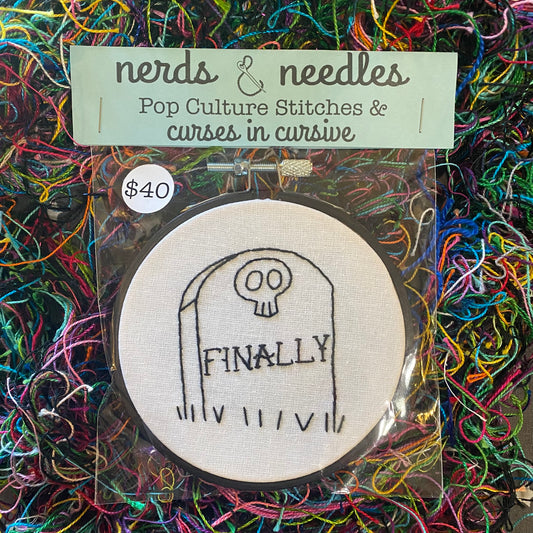 nerds & needles
Pop Culture Stitches &
curses in cursive
$40
FINALLY